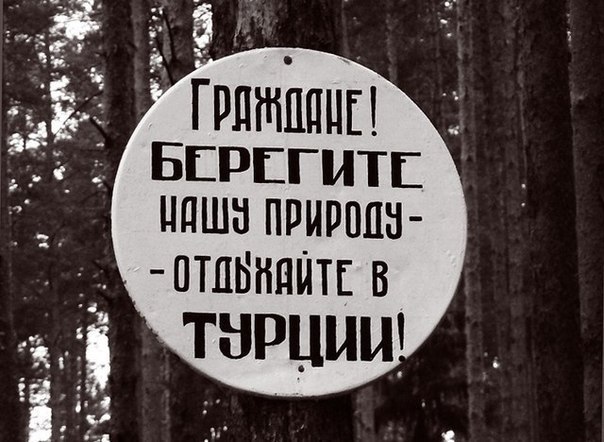 Граждане!
БЕРЕГИТЕ
НАШУ ПРИРОДУ-
-ОТДЫХАЙТЕ В
ТУРЦИИ!